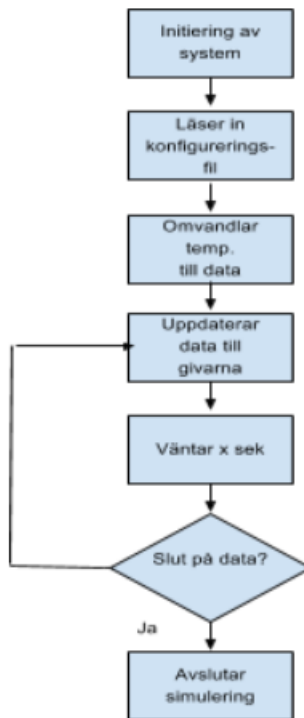 Initiering av
system
Läser in
konfigurerings-
fil
Omvandlar
temp.
till data
Uppdaterar
data till
givarna
Väntar x sek
Slut på data?
Ja
Avslutar
simulering